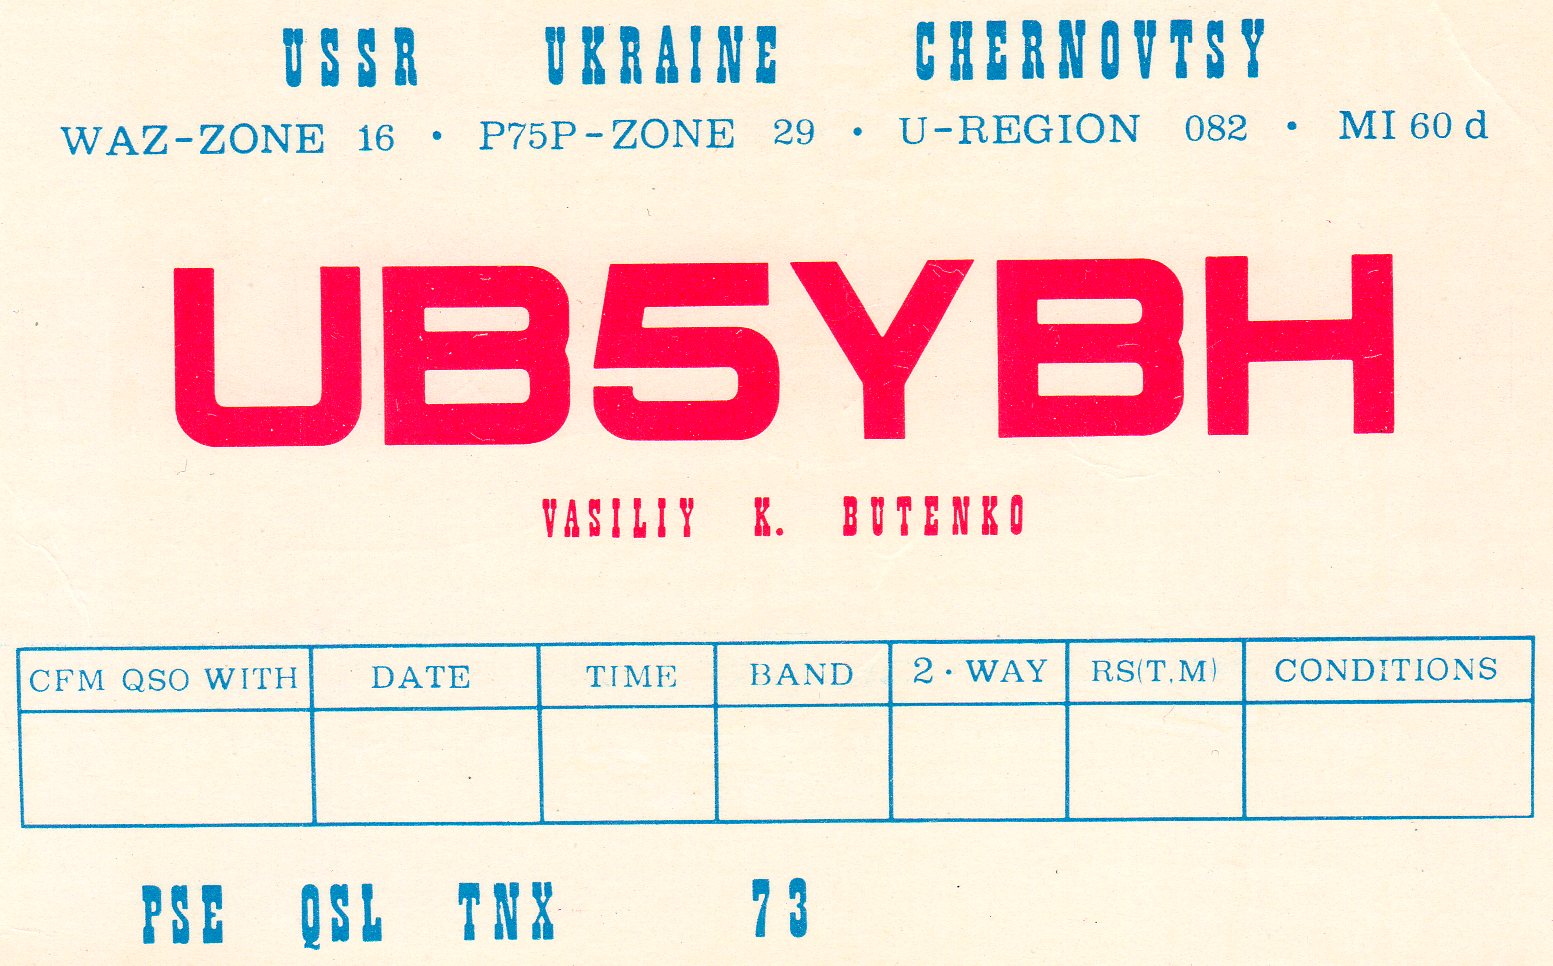 USSR UKRAINE CHERNOVTSY
WAZ-ZONE 16 · P75P-ZONE 29 · U-REGION 082 · MI 60 d
UB5YBH
VASILIY K. BUTENKO
CFM QSO WITH DATE TIME BAND 2·WAY RS(T,M) CONDITIONS
PSE QSL TNX 73